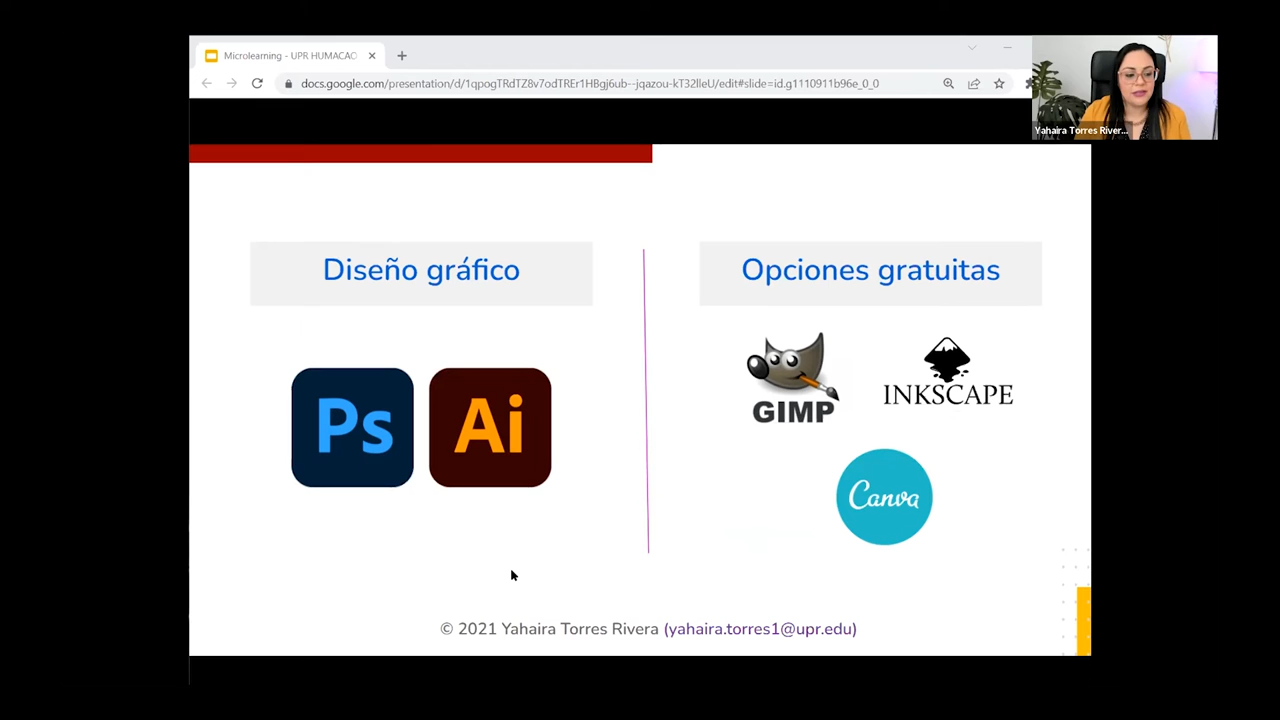 Microlearning - UPR HUMACAO
docs.google.com/presentation/d/1qpogTRdTZ8v7odTREr1HBgj6ub--jqazou-kT32lleU/edit#slide=id.g1110911b96e_0_0
Yahaira Torres River...
Diseño gráfico
Opciones gratuitas
Ps Ai
GIMP
INKSCAPE
Canva
© 2021 Yahaira Torres Rivera (yahaira.torres1@upr.edu)